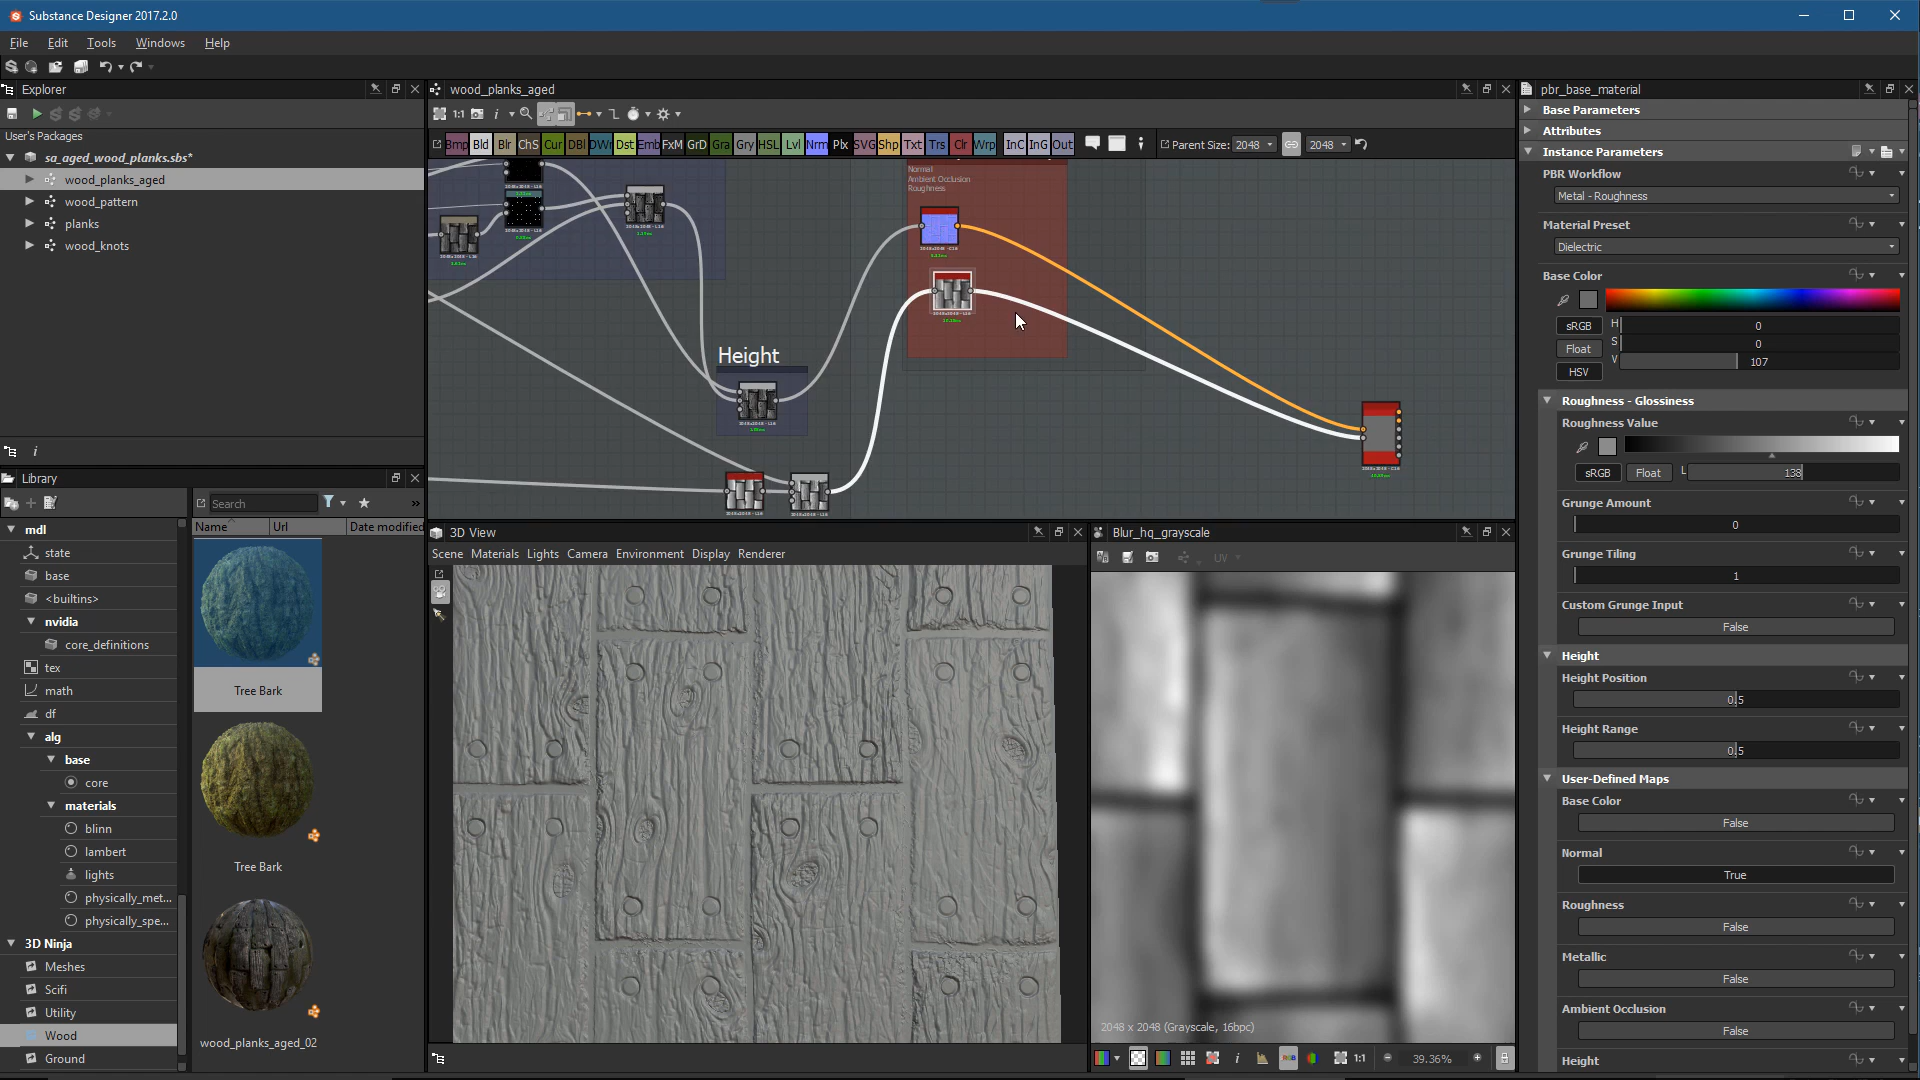 Substance Designer 2017.2.0
File Edit Tools Windows Help
Explorer
User's Packages
sa_aged_wood_planks.sbs*
wood_planks_aged
wood_pattern
planks
wood_knots
Library
Search
Name Url Date modified
mdl
state
base
<builtins>
nvidia
core_definitions
tex
math
df
alg
base
core
materials
blinn
lambert
lights
physically_met...
physically_spe...
3D Ninja
Meshes
Scifi
Utility
Wood
Ground
Tree Bark
Tree Bark
wood_planks_aged_02
wood_planks_aged
1:1
Bmp Bld Blr ChS Cur DBl DWr Dst Emb FxM GrD Gra Gry HSL Lvl Nrm Plx SVG Shp Txt Trs Clr Wrp InC InG Out
Parent Size: 2048 2048
Normal
Ambient Occlusion
Roughness
Height
3D View
Scene Materials Lights Camera Environment Display Renderer
Blur_hq_grayscale
UV
2048 x 2048 (Grayscale, 16bpc)
1:1 39.36%
pbr_base_material
Base Parameters
Attributes
Instance Parameters
PBR Workflow
Metal - Roughness
Material Preset
Dielectric
Base Color
sRGB H 0
Float S 0
HSV V 107
Roughness - Glossiness
Roughness Value
sRGB Float L 138
Grunge Amount
0
Grunge Tiling
1
Custom Grunge Input
False
Height
Height Position
0.5
Height Range
0.5
User-Defined Maps
Base Color
False
Normal
True
Roughness
False
Metallic
False
Ambient Occlusion
False
Height